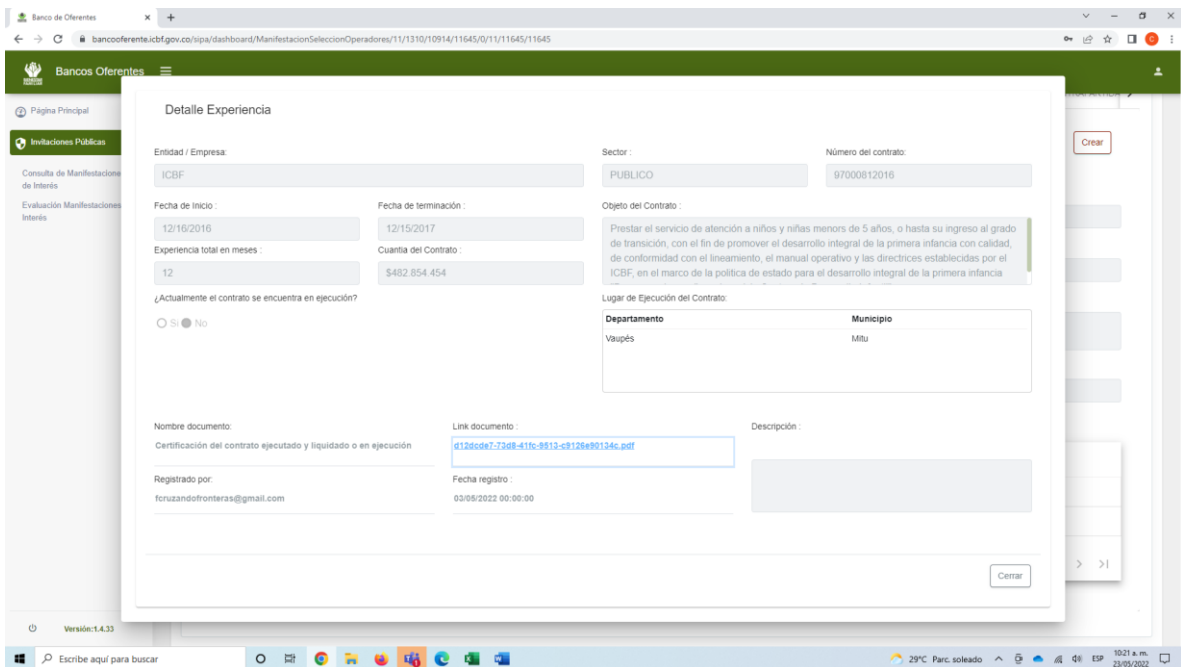 Banco de Oferentes
bancooferente.icbf.gov.co/sipa/dashboard/ManifestacionSeleccionOperadores/11/1310/10914/11645/0/11/11645/11645
Bancos Oferentes
Página Principal
Invitaciones Públicas
Consulta de Manifestacione
de Interés
Evaluación Manifestaciones
Interés
Crear
Detalle Experiencia
Entidad / Empresa:
Sector :
Número del contrato:
ICBF
PUBLICO
97000812016
Fecha de Inicio :
Fecha de terminación :
Objeto del Contrato :
12/16/2016
12/15/2017
Prestar el servicio de atención a niños y niñas menores de 5 años, o hasta su ingreso al grado
de transición, con el fin de promover el desarrollo integral de la primera infancia con calidad,
de conformidad con el lineamiento, el manual operativo y las directrices establecidas por el
ICBF, en el marco de la política de estado para el desarrollo integral de la primera infancia
Experiencia total en meses :
Cuantia del Contrato :
12
$482.854.454
¿Actualmente el contrato se encuentra en ejecución?
Si No
Lugar de Ejecución del Contrato:
Departamento
Municipio
Vaupés
Mitu
Nombre documento:
Link documento :
Descripción :
Certificación del contrato ejecutado y liquidado o en ejecución
d12dcde7-73d8-41fc-9513-c9126e90134c.pdf
Registrado por:
Fecha registro :
fcruzandofronteras@gmail.com
03/05/2022 00:00:00
Cerrar
Versión:1.4.33
Escribe aquí para buscar
29°C Parc. soleado
ESP
10:21 a. m.
23/05/2022